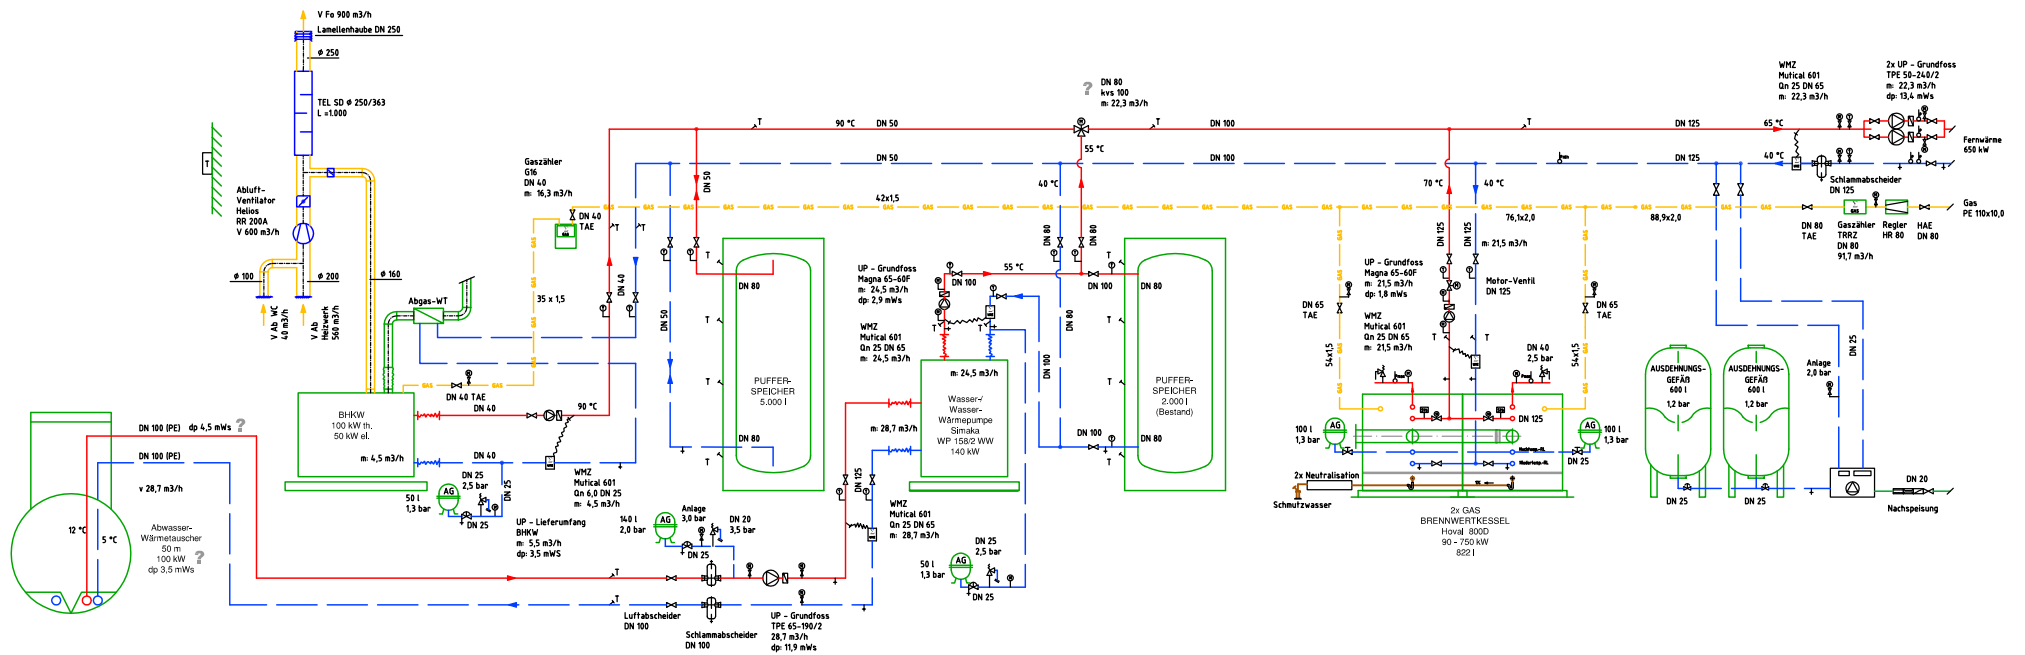 V Fo 900 m3/h
Lamellenhaube DN 250
ϕ 250
TEL SD ϕ 250/363
L =1.000
T
Abluft-
Ventilator
Helios
RR 200A
V 600 m3/h
ϕ 100
ϕ 200
ϕ 160
V Ab WC
40 m3/h
V Ab
Heizwerk
560 m3/h
Abgas-WT
Gaszähler
G16
DN 40
m: 16,3 m3/h
DN 40
TAE
35 x 1,5
GAS
DN 40 TAE
DN 40
90 °C
BHKW
100 kW th.
50 kW el.
m: 4,5 m3/h
DN 40
DN 25
2,5 bar
AG
50 l
1,3 bar
DN 25
DN 25
WMZ
Mutical 601
Qn 6,0 DN 25
m: 4,5 m3/h
UP - Lieferumfang
BHKW
m: 5,5 m3/h
dp: 3,5 mWS
DN 100 (PE)
dp 4,5 mWs ?
DN 100 (PE)
v 28,7 m3/h
12 °C
5 °C
Abwasser-
Wärmetauscher
50 m
100 kW
dp 3,5 mWs
?
90 °C
DN 50
DN 50
DN 50
DN 40
DN 50
42x1,5
PUFFER-
SPEICHER
5.000 l
DN 80
DN 80
140 l
2,0 bar
AG
Anlage
3,0 bar
DN 20
3,5 bar
DN 25
Luftabscheider
DN 100
Schlammabscheider
DN 100
UP - Grundfoss
TPE 65-190/2
28,7 m3/h
dp: 11,9 mWs
?
DN 80
kvs 100
m: 22,3 m3/h
55 °C
40 °C
DN 80
DN 80
DN 80
DN 100
DN 100
DN 100
UP - Grundfoss
Magna 65-60F
m: 24,5 m3/h
dp: 2,9 mWs
DN 100
55 °C
WMZ
Mutical 601
Qn 25 DN 65
m: 24,5 m3/h
m: 24,5 m3/h
Wasser-/
Wasser-
Wärmepumpe
Simaka
WP 158/2 WW
140 kW
m: 28,7 m3/h
DN 125
WMZ
Mutical 601
Qn 25 DN 65
m: 28,7 m3/h
DN 25
2,5 bar
AG
50 l
1,3 bar
DN 25
DN 100
DN 100
DN 80
PUFFER-
SPEICHER
2.000 l
(Bestand)
DN 80
DN 125
DN 125
70 °C
40 °C
76,1x2,0
88,9x2,0
DN 125
DN 125
m: 21,5 m3/h
UP - Grundfoss
Magna 65-60F
m: 21,5 m3/h
dp: 1,8 mWs
Motor-Ventil
DN 125
DN 65
TAE
DN 65
TAE
WMZ
Mutical 601
Qn 25 DN 65
m: 21,5 m3/h
54x1,5
54x1,5
DN 40
2,5 bar
DN 125
100 l
1,3 bar
AG
AG
100 l
1,3 bar
DN 25
DN 25
2x Neutralisation
Schmutzwasser
2x GAS
BRENNWERTKESSEL
Hoval 800D
90 - 750 kW
822 l
WMZ
Mutical 601
Qn 25 DN 65
m: 22,3 m3/h
2x UP - Grundfoss
TPE 50-240/2
m: 22,3 m3/h
dp: 13,4 mWs
65 °C
40 °C
Fernwärme
650 kW
Schlammabscheider
DN 125
Gas
PE 110x10,0
DN 80
TAE
Gaszähler
TRRZ
DN 80
91,7 m3/h
Regler
HR 80
HAE
DN 80
AUSDEHNUNGS-
GEFÄß
600 l
1,2 bar
AUSDEHNUNGS-
GEFÄß
600 l
1,2 bar
DN 25
DN 25
Anlage
2,0 bar
DN 25
DN 20
Nachspeisung